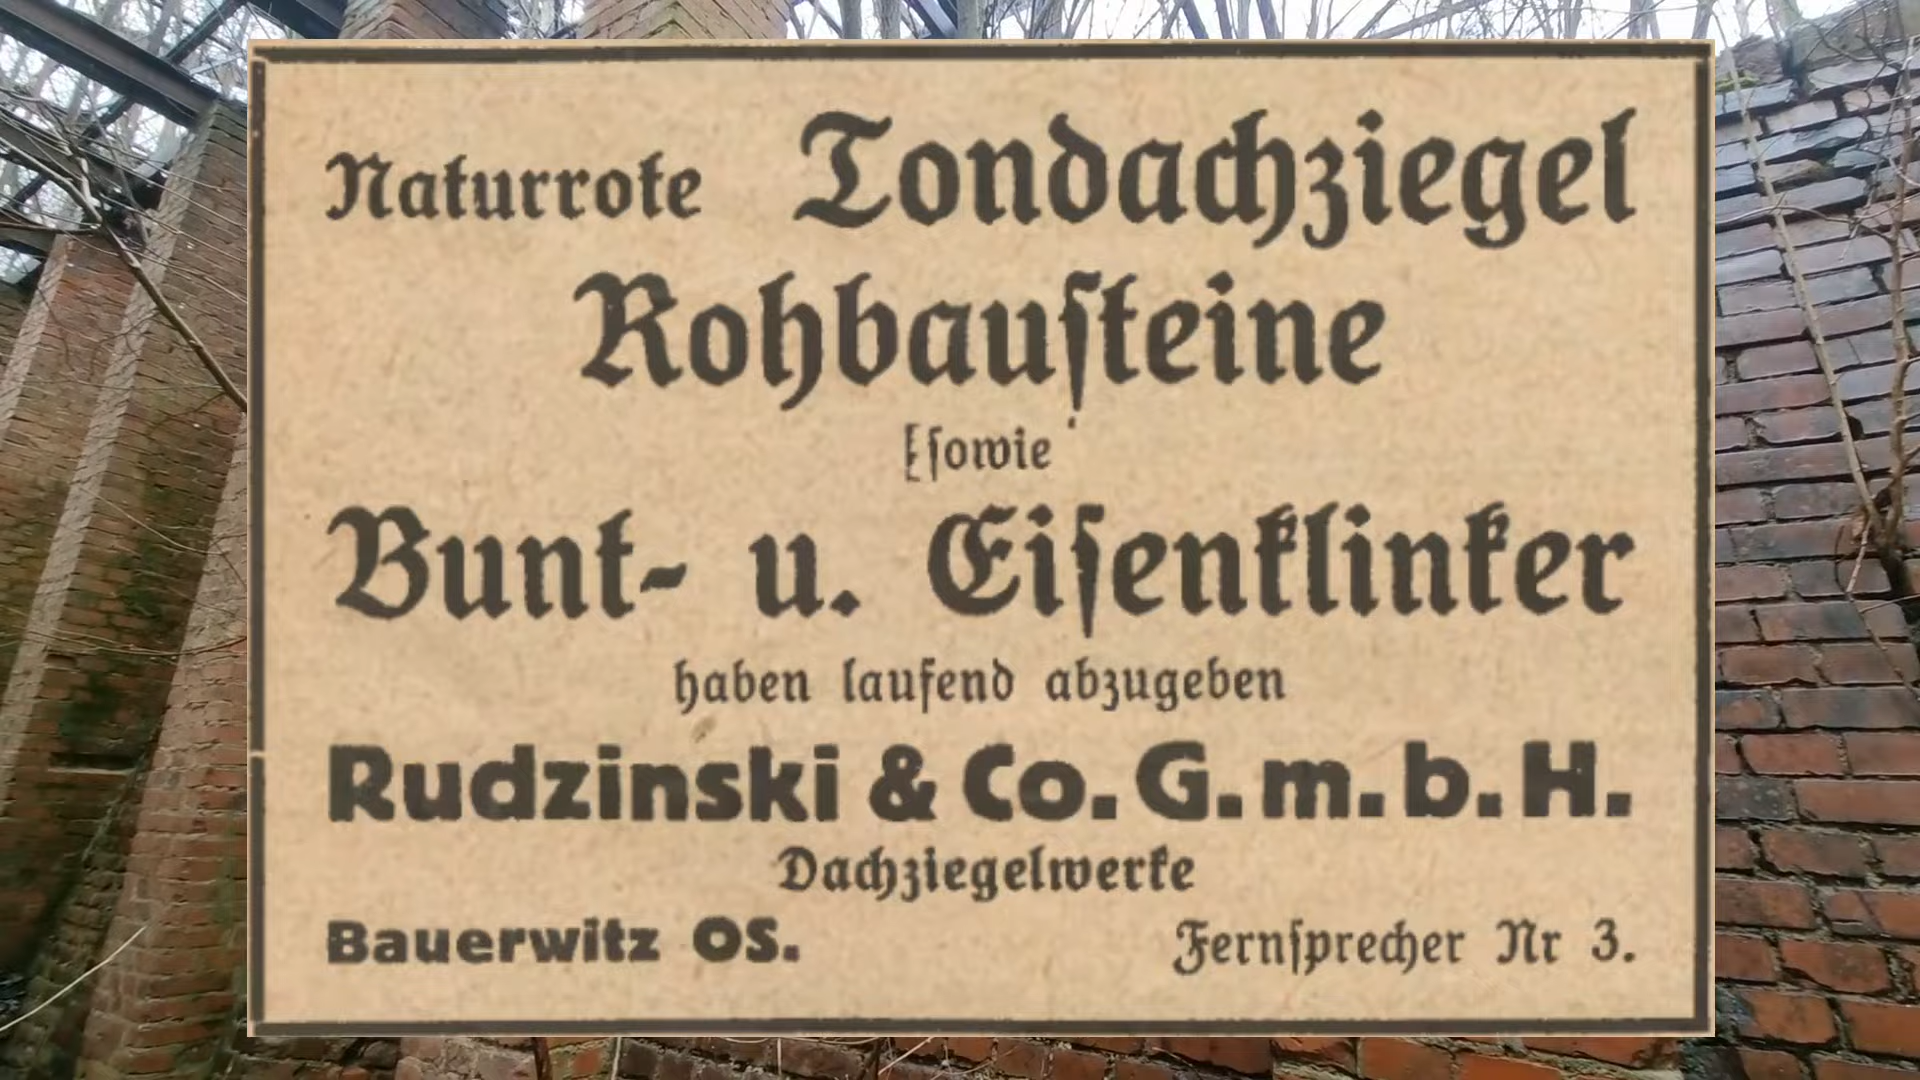 Naturrote Tondachziegel
Rohbauſteine
ſowie
Bunt- u. Eiſenklinker
haben laufend abzugeben
Rudzinski & Co. G. m. b. H.
Dachziegelwerke
Bauerwitz OS. Fernſprecher Nr 3.